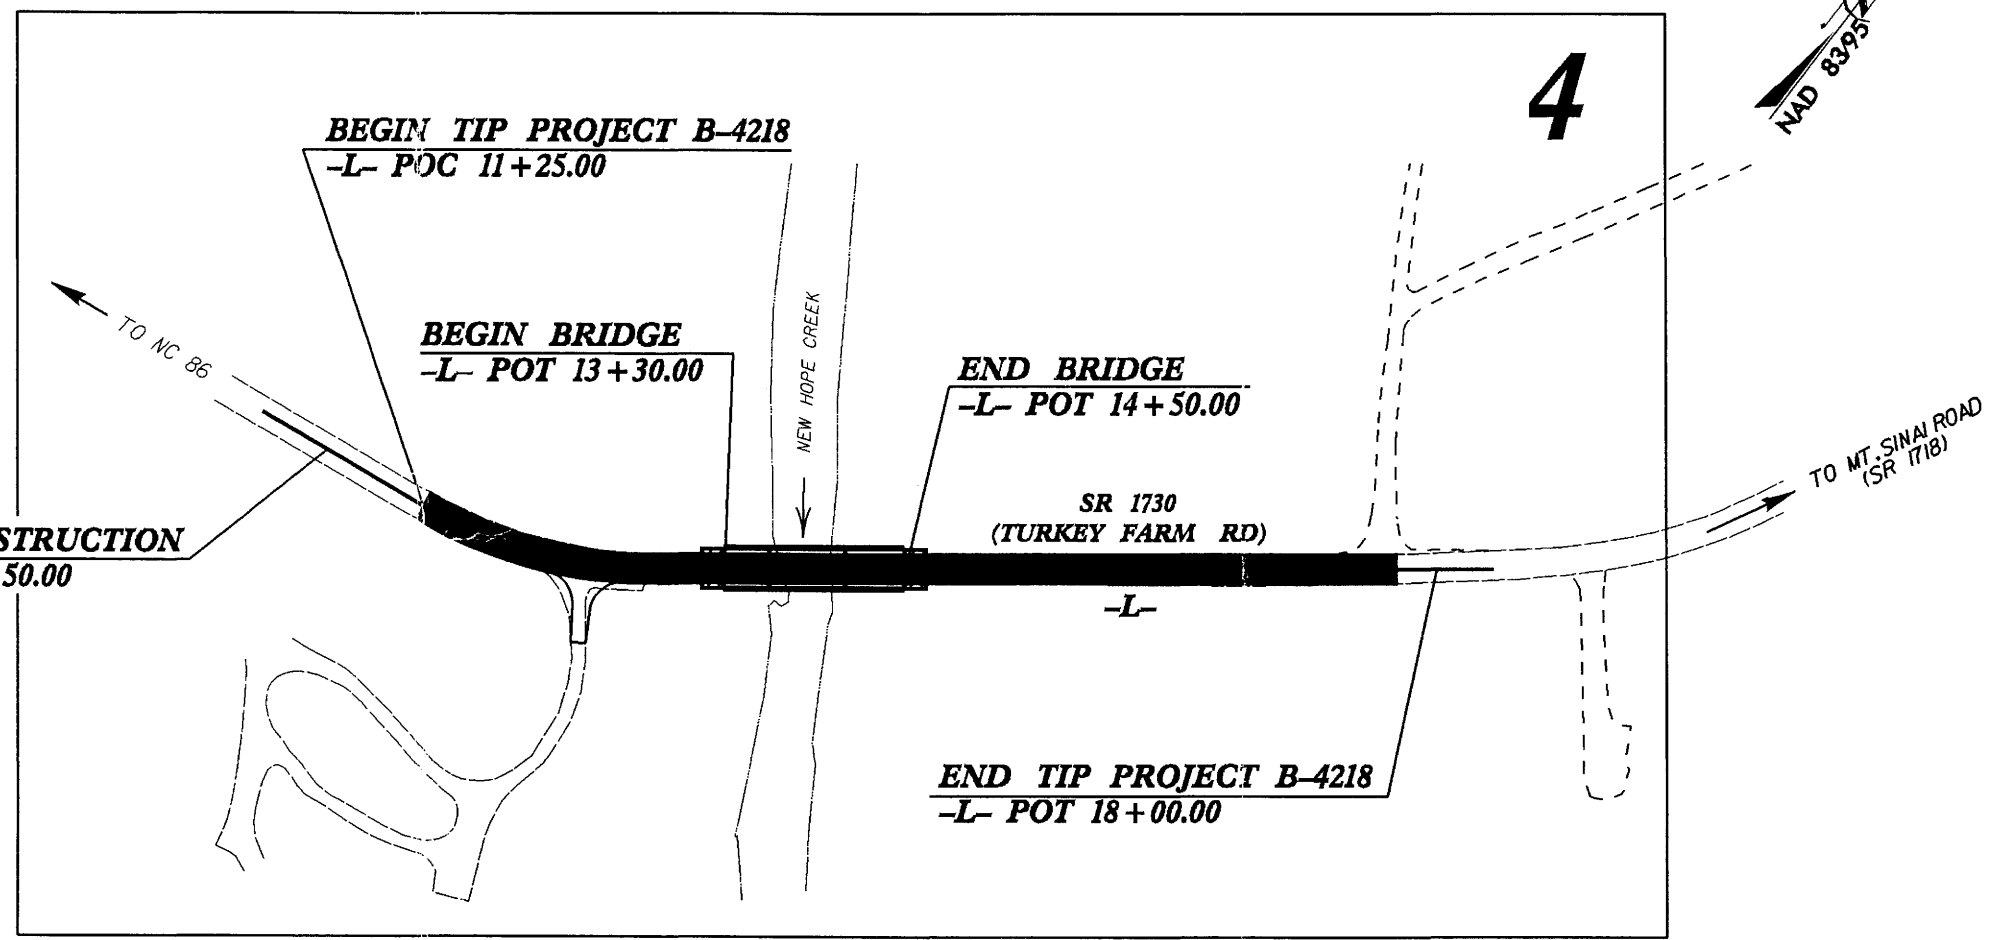 4
NAD 83/95
BEGIN TIP PROJECT B-4218
-L- POC 11+25.00
TO NC 86
BEGIN BRIDGE
-L- POT 13+30.00
NEW HOPE CREEK
END BRIDGE
-L- POT 14+50.00
SR 1730
(TURKEY FARM RD)
TO MT. SINAI ROAD
(SR 1718)
STRUCTION
50.00
-L-
END TIP PROJECT B-4218
-L- POT 18+00.00